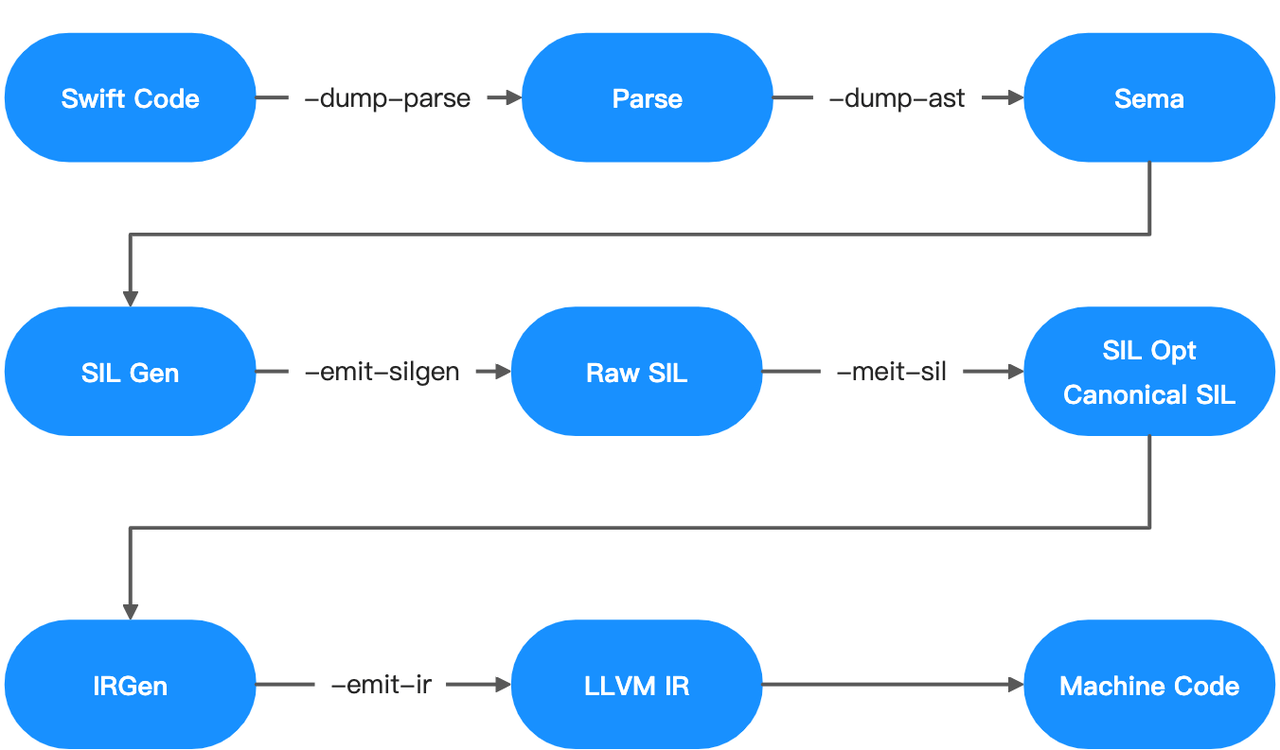 Swift Code
–dump–parse
Parse
–dump–ast
Sema
SIL Gen
–emit–silgen
Raw SIL
–meit–sil
SIL Opt
Canonical SIL
IRGen
–emit–ir
LLVM IR
Machine Code